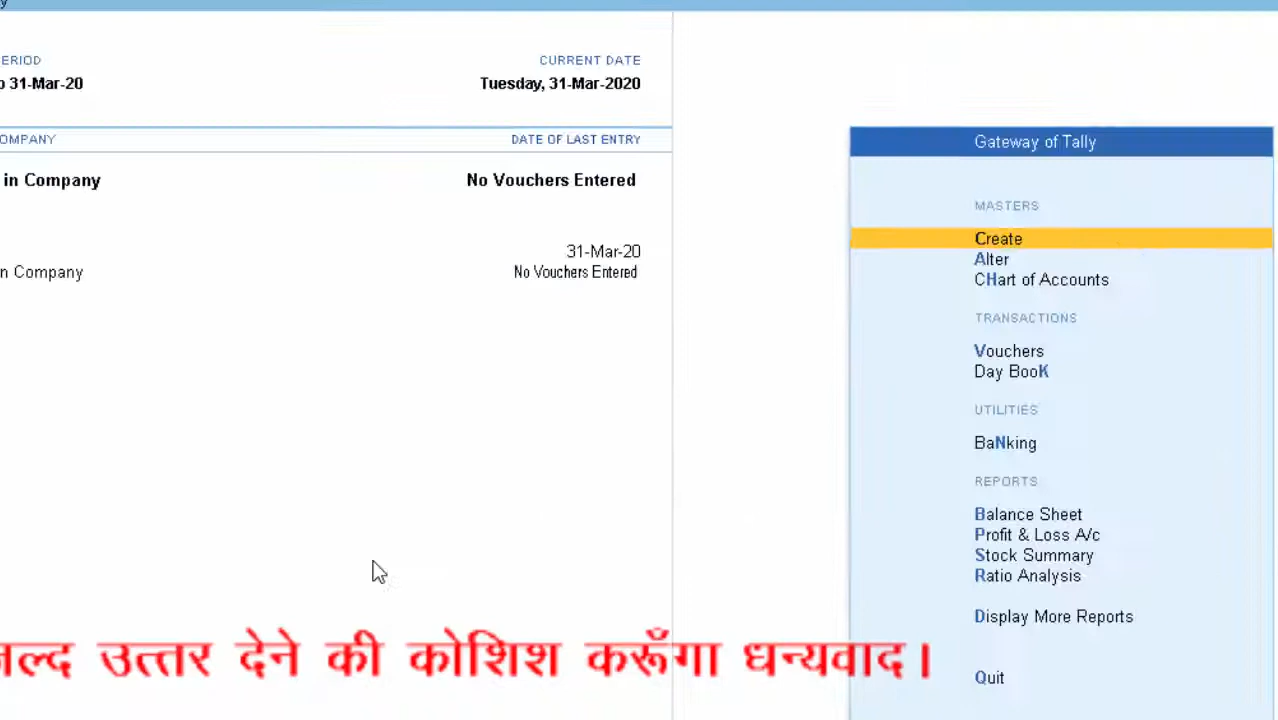 ERIOD
CURRENT DATE
31-Mar-20
Tuesday, 31-Mar-2020
OMPANY
DATE OF LAST ENTRY
in Company
No Vouchers Entered
31-Mar-20
n Company
No Vouchers Entered
Gateway of Tally
MASTERS
Create
Alter
CHart of Accounts
TRANSACTIONS
Vouchers
Day BooK
UTILITIES
BaNking
REPORTS
Balance Sheet
Profit & Loss A/c
Stock Summary
Ratio Analysis
Display More Reports
Quit
जल्द उत्तर देने की कोशिश करूँगा धन्यवाद।